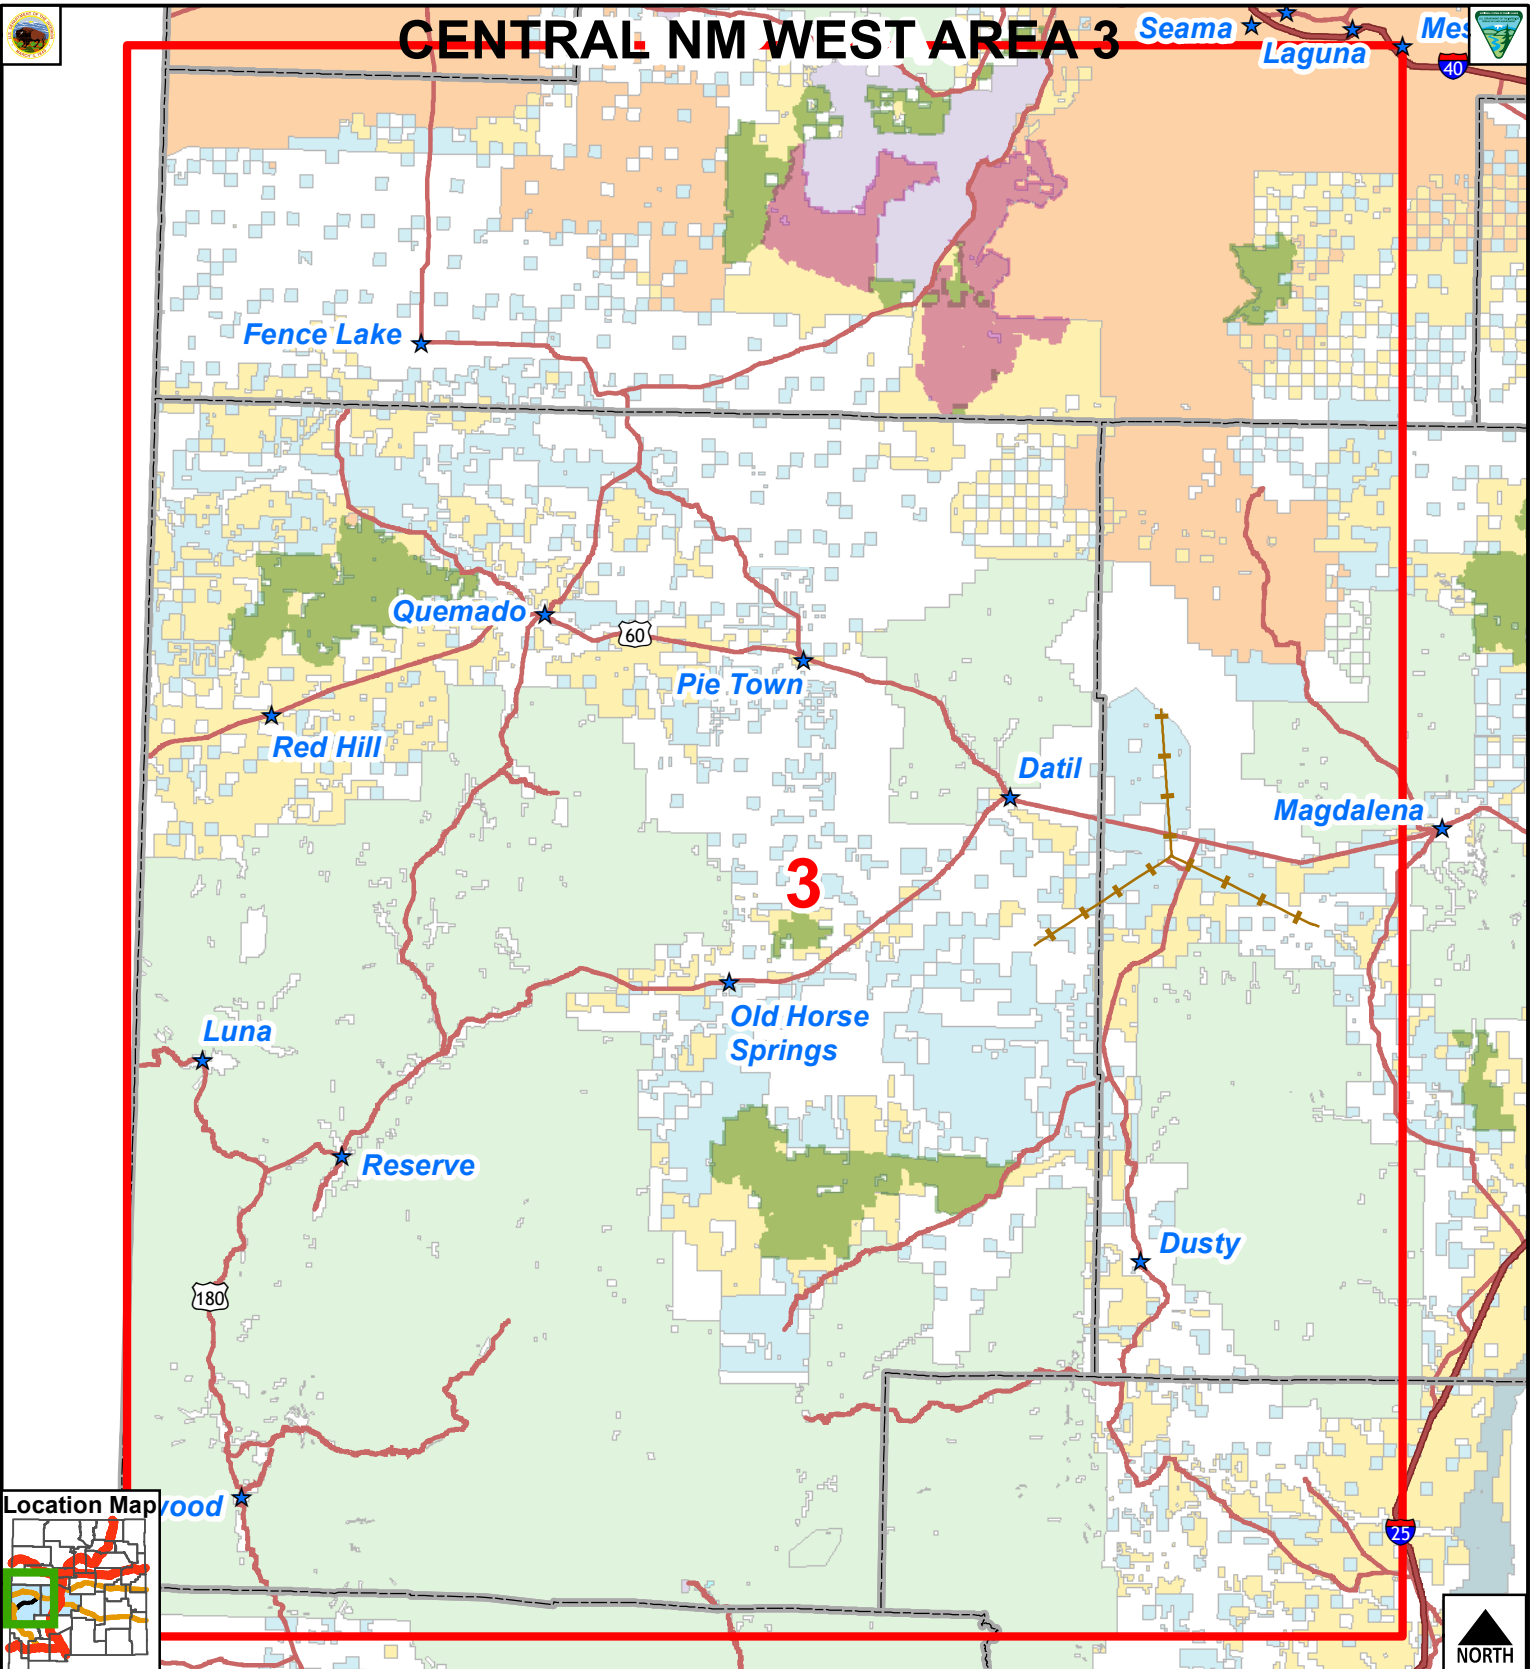 CENTRAL NM WEST AREA 3
Seama
Laguna
Mes
40
Fence Lake
Quemado
60
Pie Town
Red Hill
Datil
Magdalena
3
Old Horse
Springs
Luna
Reserve
Dusty
180
wood
Location Map
25
NORTH